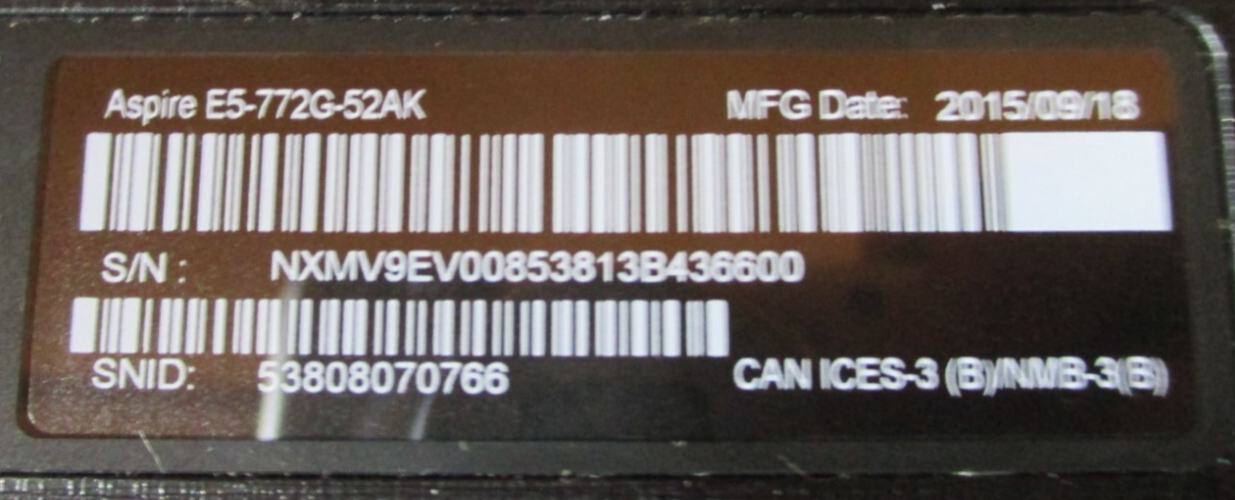 Aspire E5-772G-52AK MFG Date: 2015/09/18
S/N : NXMV9EV00853813B436600
SNID: 53808070766 CAN ICES-3 (B)/NMB-3(B)